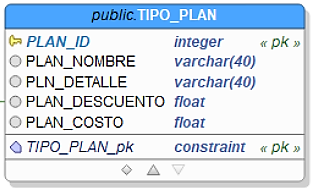 public.TIPO_PLAN
PLAN_ID integer « pk »
PLAN_NOMBRE varchar(40)
PLN_DETALLE varchar(40)
PLAN_DESCUENTO float
PLAN_COSTO float
TIPO_PLAN_pk constraint « pk »